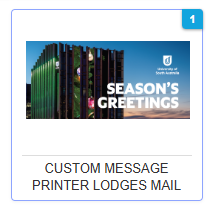 1
University of
South Australia
SEASON'S
GREETINGS
CUSTOM MESSAGE
PRINTER LODGES MAIL